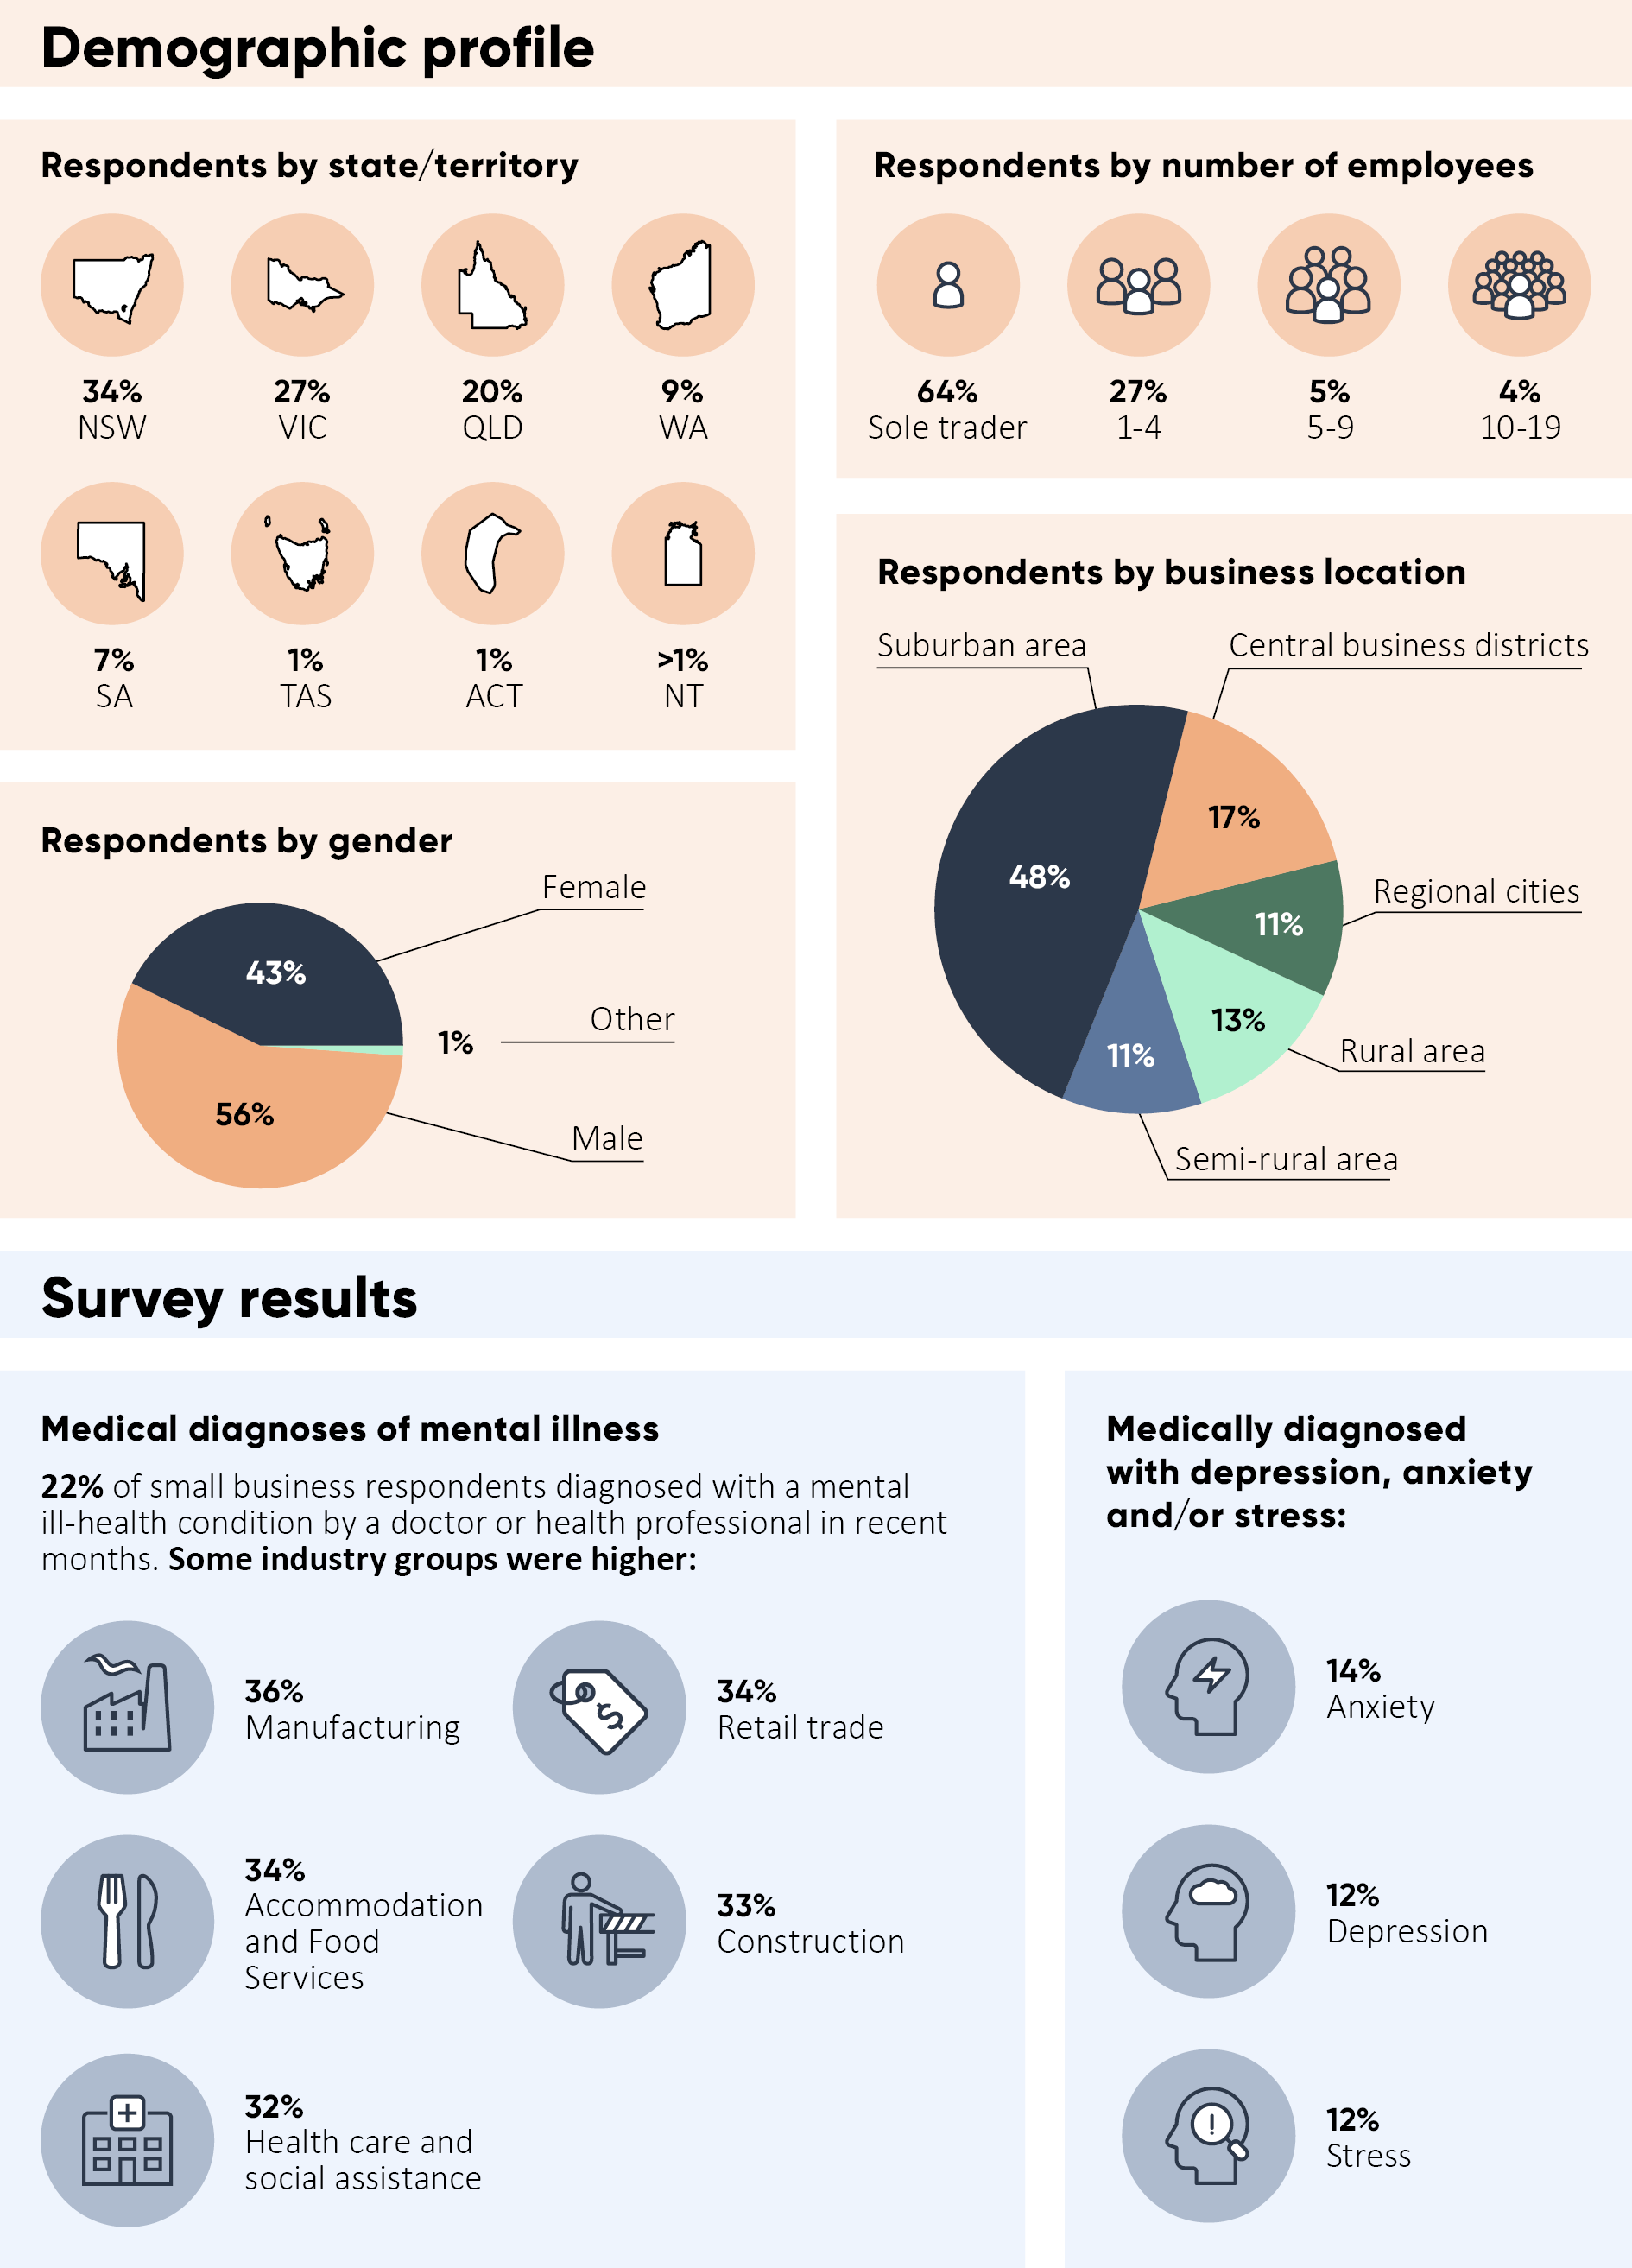 Demographic profile
Respondents by state/territory
34%
NSW
27%
VIC
20%
QLD
9%
WA
7%
SA
1%
TAS
1%
ACT
>1%
NT
Respondents by number of employees
64%
Sole trader
27%
1-4
5%
5-9
4%
10-19
Respondents by gender
Female
43%
Other
1%
56%
Male
Respondents by business location
Suburban area
Central business districts
17%
48%
Regional cities
11%
13%
Rural area
11%
Semi-rural area
Survey results
Medical diagnoses of mental illness
22% of small business respondents diagnosed with a mental
ill-health condition by a doctor or health professional in recent
months. Some industry groups were higher:
36%
Manufacturing
$
34%
Retail trade
34%
Accommodation
and Food
Services
33%
Construction
32%
Health care and
social assistance
Medically diagnosed
with depression, anxiety
and/or stress:
14%
Anxiety
12%
Depression
!
12%
Stress